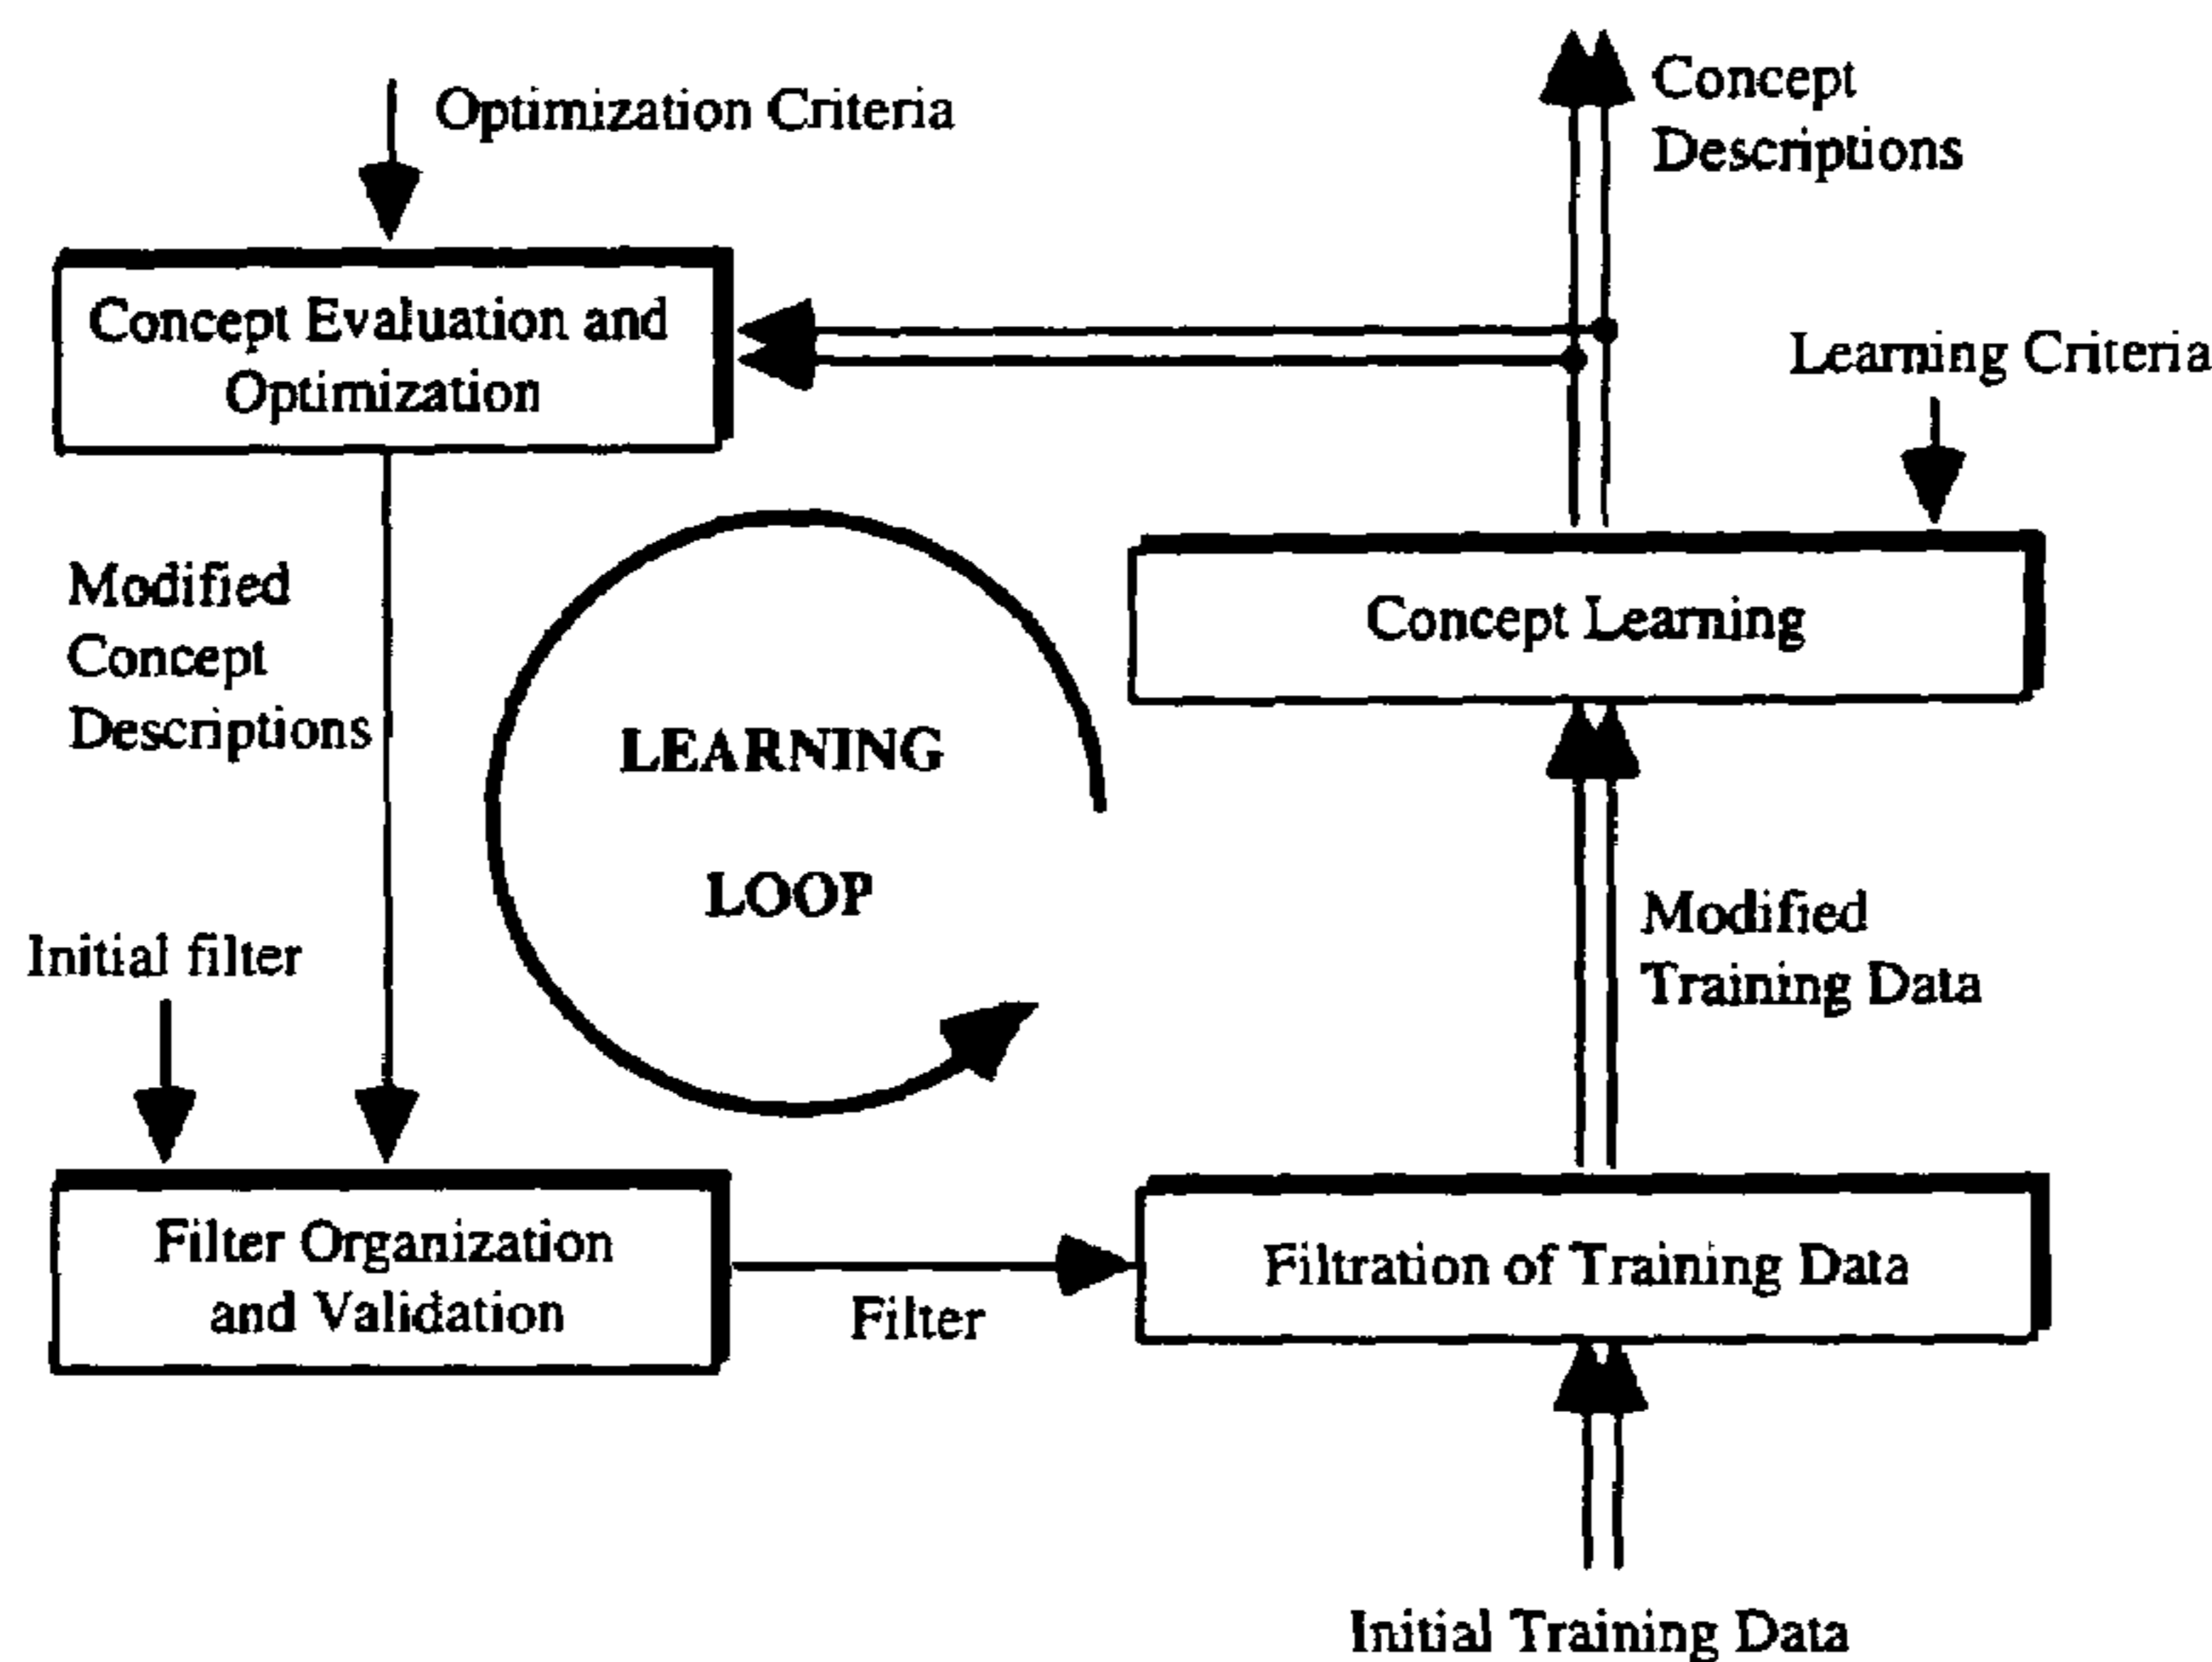 Optimization Criteria
Concept
Descriptions
Concept Evaluation and
Optimization
Learning Criteria
Concept Learning
Modified
Concept
Descriptions
LEARNING
LOOP
Initial filter
Modified
Training Data
Filter Organization
and Validation
Filter
Filtration of Training Data
Initial Training Data